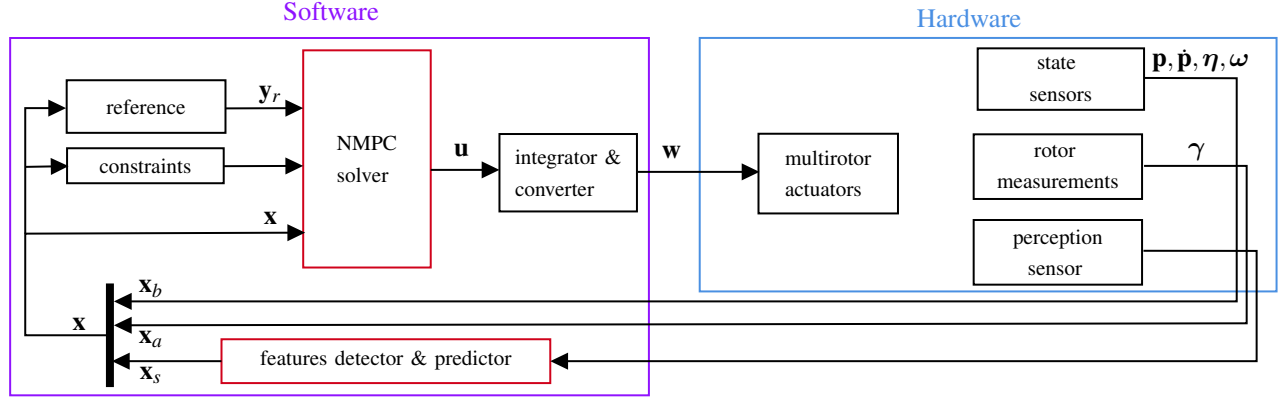 Software
Hardware
state
sensors
p, ṗ, η, ω
reference
y_r
NMPC
solver
constraints
u
integrator &
converter
w
multirotor
actuators
rotor
measurements
γ
x
perception
sensor
x_b
x
x_a
features detector & predictor
x_s